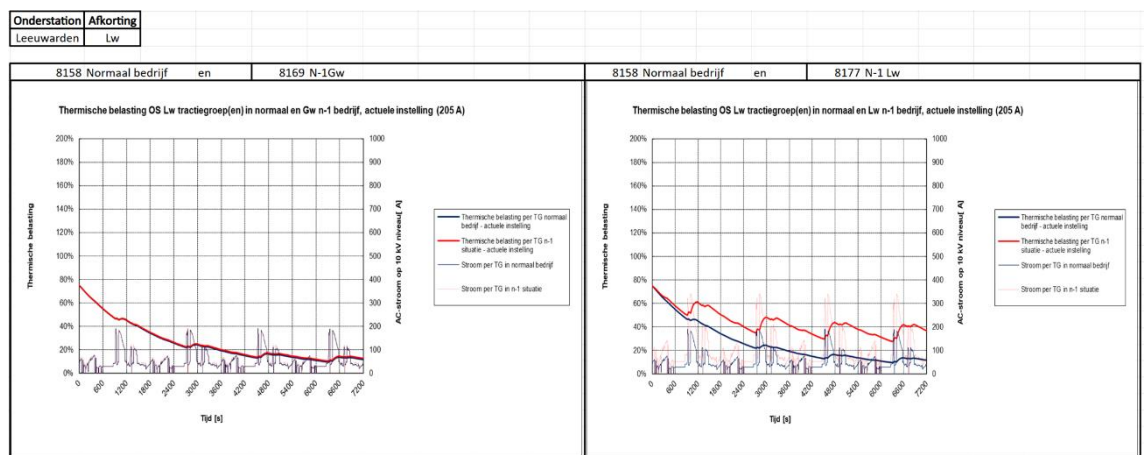 Onderstation Afkorting
Leeuwarden Lw
8158 Normaal bedrijf en 8169 N-1Gw
8158 Normaal bedrijf en 8177 N-1 Lw
Thermische belasting OS Lw tractiegroep(en) in normaal en Gw n-1 bedrijf, actuele instelling (205 A)
200%
180%
160%
140%
120%
100%
80%
60%
40%
20%
0%
Thermische belasting
1000
900
800
700
600
500
400
300
200
100
0
AC-stroom op 10 kV niveau[ A]
0 600 1200 1800 2400 3000 3600 4200 4800 5400 6000 6600 7200
Tijd [s]
Thermische belasting per TG normaal
bedrijf - actuele instelling
Thermische belasting per TG n-1
situatie - actuele instelling
Stroom per TG in normaal bedrijf
Stroom per TG in n-1 situatie
Thermische belasting OS Lw tractiegroep(en) in normaal en Lw n-1 bedrijf, actuele instelling (205 A)
200%
180%
160%
140%
120%
100%
80%
60%
40%
20%
0%
Thermische belasting
1000
900
800
700
600
500
400
300
200
100
0
AC-stroom op 10 kV niveau[ A]
0 600 1200 1800 2400 3000 3600 4200 4800 5400 6000 6600 7200
Tijd [s]
Thermische belasting per TG normaal
bedrijf - actuele instelling
Thermische belasting per TG n-1
situatie - actuele instelling
Stroom per TG in normaal bedrijf
Stroom per TG in n-1 situatie